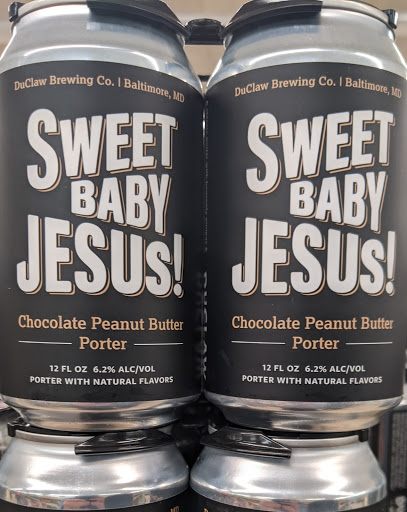 DuClaw Brewing Co. | Baltimore, MD
SWEET
BABY
JESUS!
Chocolate Peanut Butter
Porter
12 FL OZ 6.2% ALC/VOL
PORTER WITH NATURAL FLAVORS
DuClaw Brewing Co. | Baltimore, MD
SWEET
BABY
JESUS!
Chocolate Peanut Butter
Porter
12 FL OZ 6.2% ALC/VOL
PORTER WITH NATURAL FLAVORS